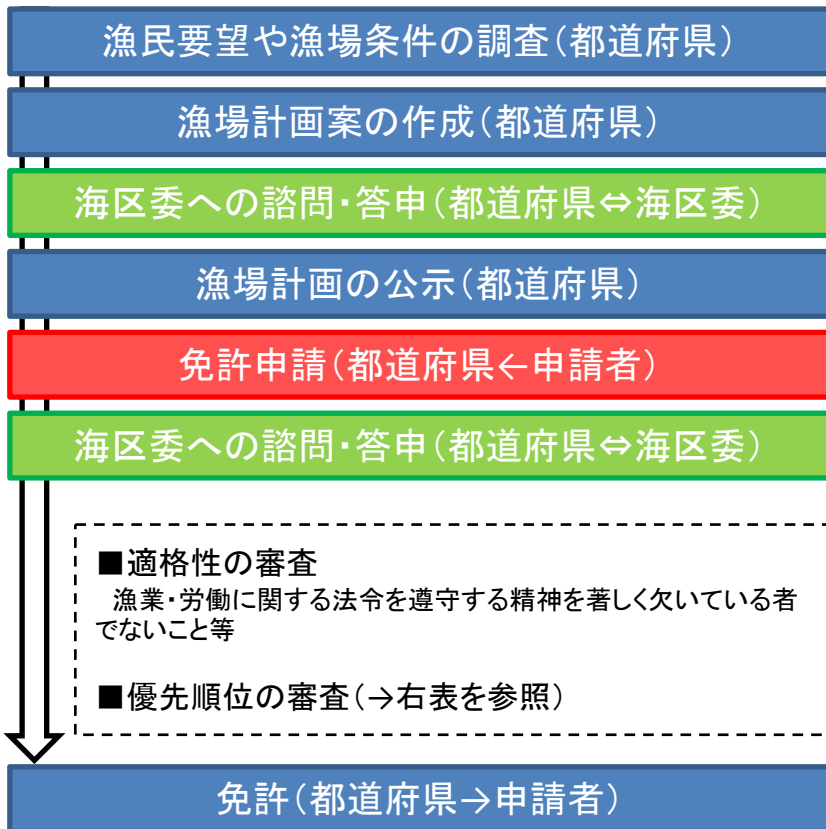 漁民要望や漁場条件の調査(都道府県)
漁場計画案の作成(都道府県)
海区委への諮問・答申(都道府県⇔海区委)
漁場計画の公示(都道府県)
免許申請(都道府県←申請者)
海区委への諮問・答申(都道府県⇔海区委)
■適格性の審査
漁業・労働に関する法令を遵守する精神を著しく欠いている者
でないこと等
■優先順位の審査(→右表を参照)
免許(都道府県→申請者)